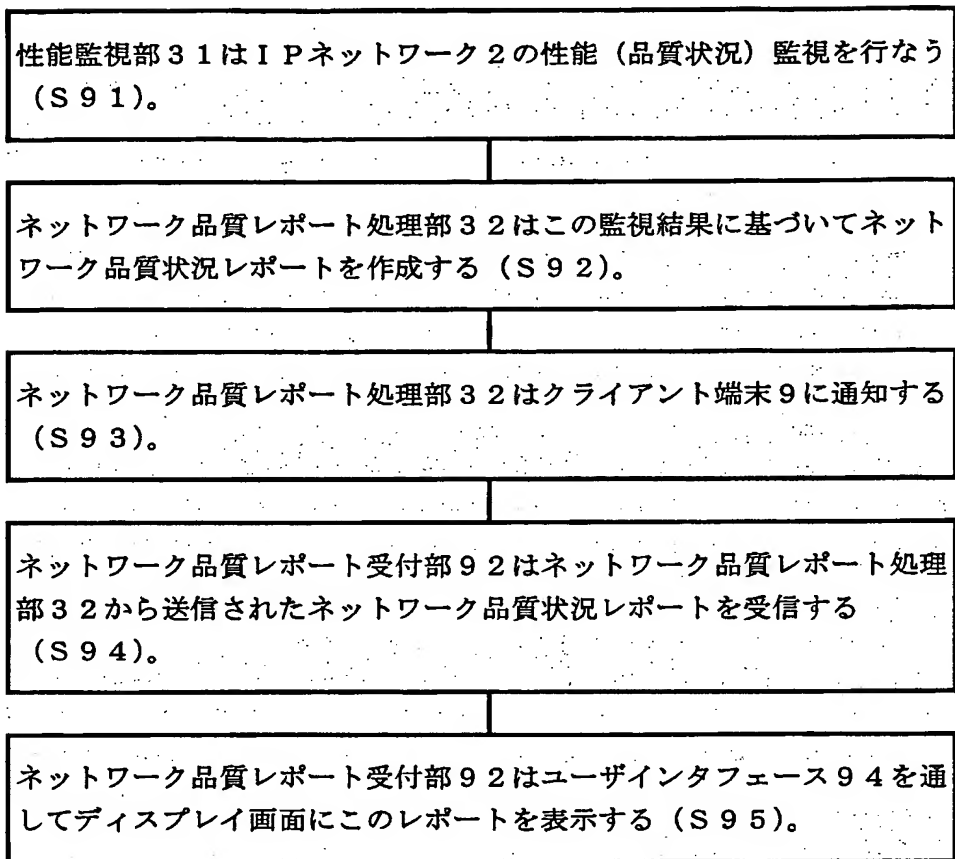 性能監視部31はIPネットワーク2の性能（品質状況）監視を行なう
（S91）。
ネットワーク品質レポート処理部32はこの監視結果に基づいてネット
ワーク品質状況レポートを作成する（S92）。
ネットワーク品質レポート処理部32はクライアント端末9に通知する
（S93）。
ネットワーク品質レポート受付部92はネットワーク品質レポート処理
部32から送信されたネットワーク品質状況レポートを受信する
（S94）。
ネットワーク品質レポート受付部92はユーザインタフェース94を通
してディスプレイ画面にこのレポートを表示する（S95）。